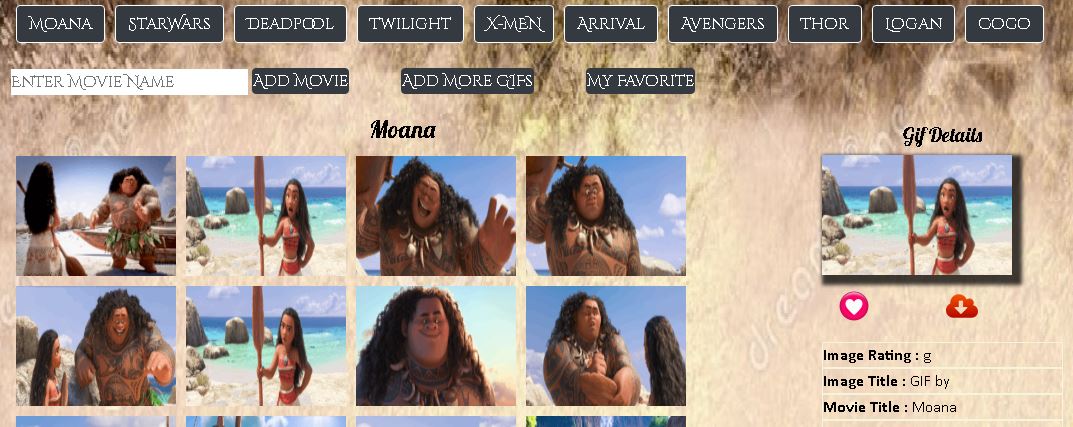 Moana StarWars Deadpool Twilight X-MEN Arrival Avengers Thor Logan COCO
Enter Movie Name Add Movie Add More GIFs My Favorite
Moana
Gif Details
Image Rating : g
Image Title : GIF by
Movie Title : Moana